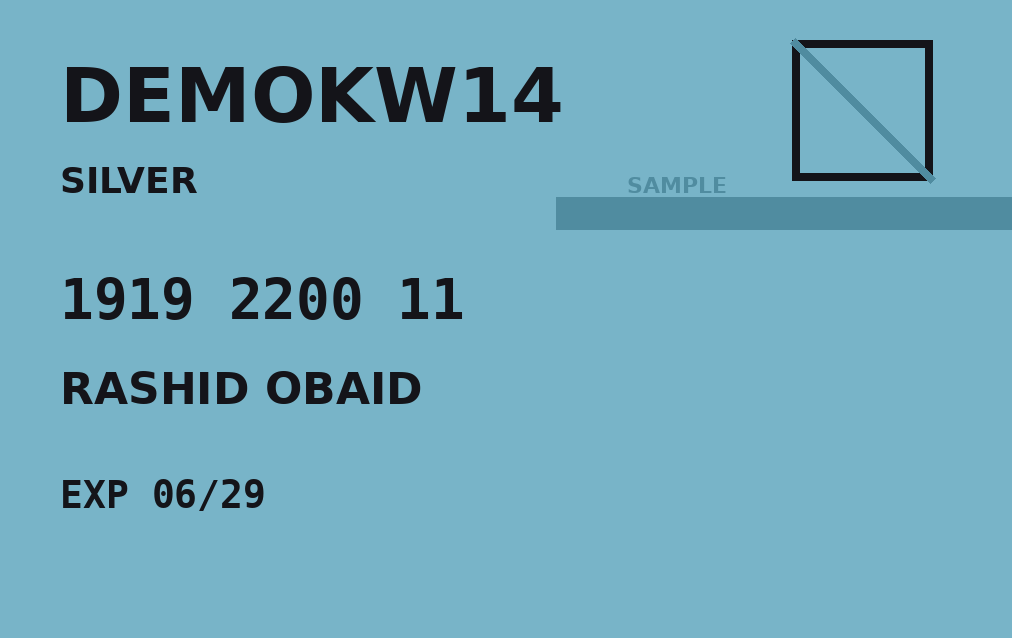 DEMOKW14
SILVER
SAMPLE
1919 2200 11
RASHID OBAID
EXP 06/29